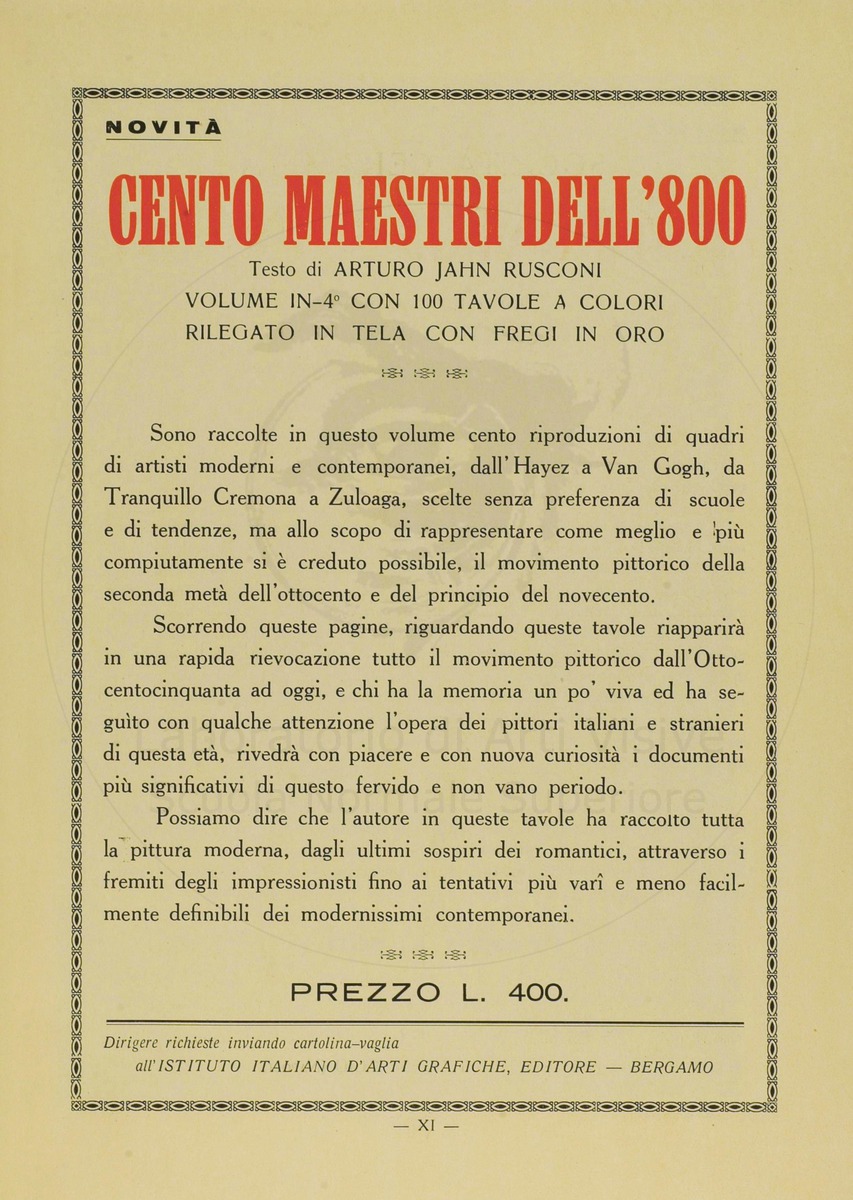 NOVITÀ
CENTO MAESTRI DELL'800
Testo di ARTURO JAHN RUSCONI
VOLUME IN-4º CON 100 TAVOLE A COLORI
RILEGATO IN TELA CON FREGI IN ORO
Sono raccolte in questo volume cento riproduzioni di quadri
di artisti moderni e contemporanei, dall'Hayez a Van Gogh, da
Tranquillo Cremona a Zuloaga, scelte senza preferenza di scuole
e di tendenze, ma allo scopo di rappresentare come meglio e più
compiutamente si è creduto possibile, il movimento pittorico della
seconda metà dell'ottocento e del principio del novecento.
Scorrendo queste pagine, riguardando queste tavole riapparirà
in una rapida rievocazione tutto il movimento pittorico dall'Otto-
centocinquanta ad oggi, e chi ha la memoria un po' viva ed ha se-
guìto con qualche attenzione l'opera dei pittori italiani e stranieri
di questa età, rivedrà con piacere e con nuova curiosità i documenti
più significativi di questo fervido e non vano periodo.
Possiamo dire che l'autore in queste tavole ha raccolto tutta
la pittura moderna, dagli ultimi sospiri dei romantici, attraverso i
fremiti degli impressionisti fino ai tentativi più varî e meno facil-
mente definibili dei modernissimi contemporanei.
PREZZO L. 400.
Dirigere richieste inviando cartolina-vaglia
all'ISTITUTO ITALIANO D'ARTI GRAFICHE, EDITORE — BERGAMO
— XI —